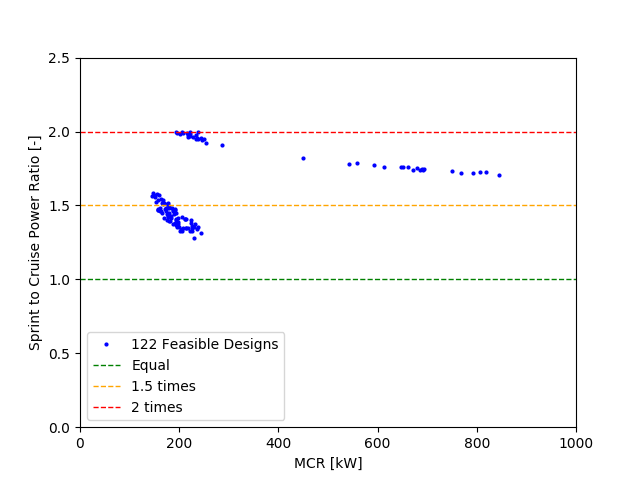 2.5
2.0
1.5
1.0
0.5
0.0
Sprint to Cruise Power Ratio [-]
122 Feasible Designs
Equal
1.5 times
2 times
0 200 400 600 800 1000
MCR [kW]